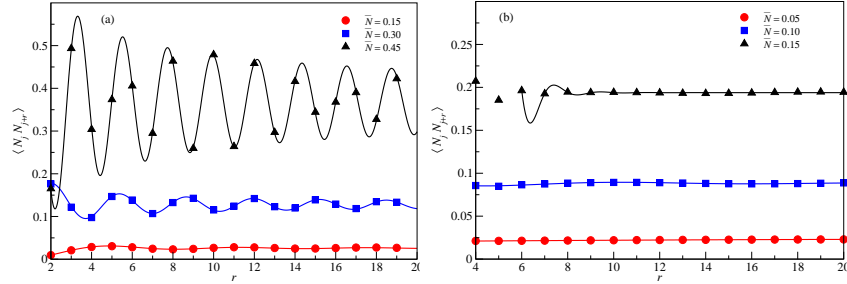 (a)
N̅ = 0.15
N̅ = 0.30
N̅ = 0.45
0.5
0.4
0.3
0.2
0.1
0
⟨ N_j N_{j+r} ⟩
2 4 6 8 10 12 14 16 18 20
r
(b)
N̅ = 0.05
N̅ = 0.10
N̅ = 0.15
0.25
0.2
0.15
0.1
0.05
0
⟨ N_j N_{j+r} ⟩
4 6 8 10 12 14 16 18 20
r